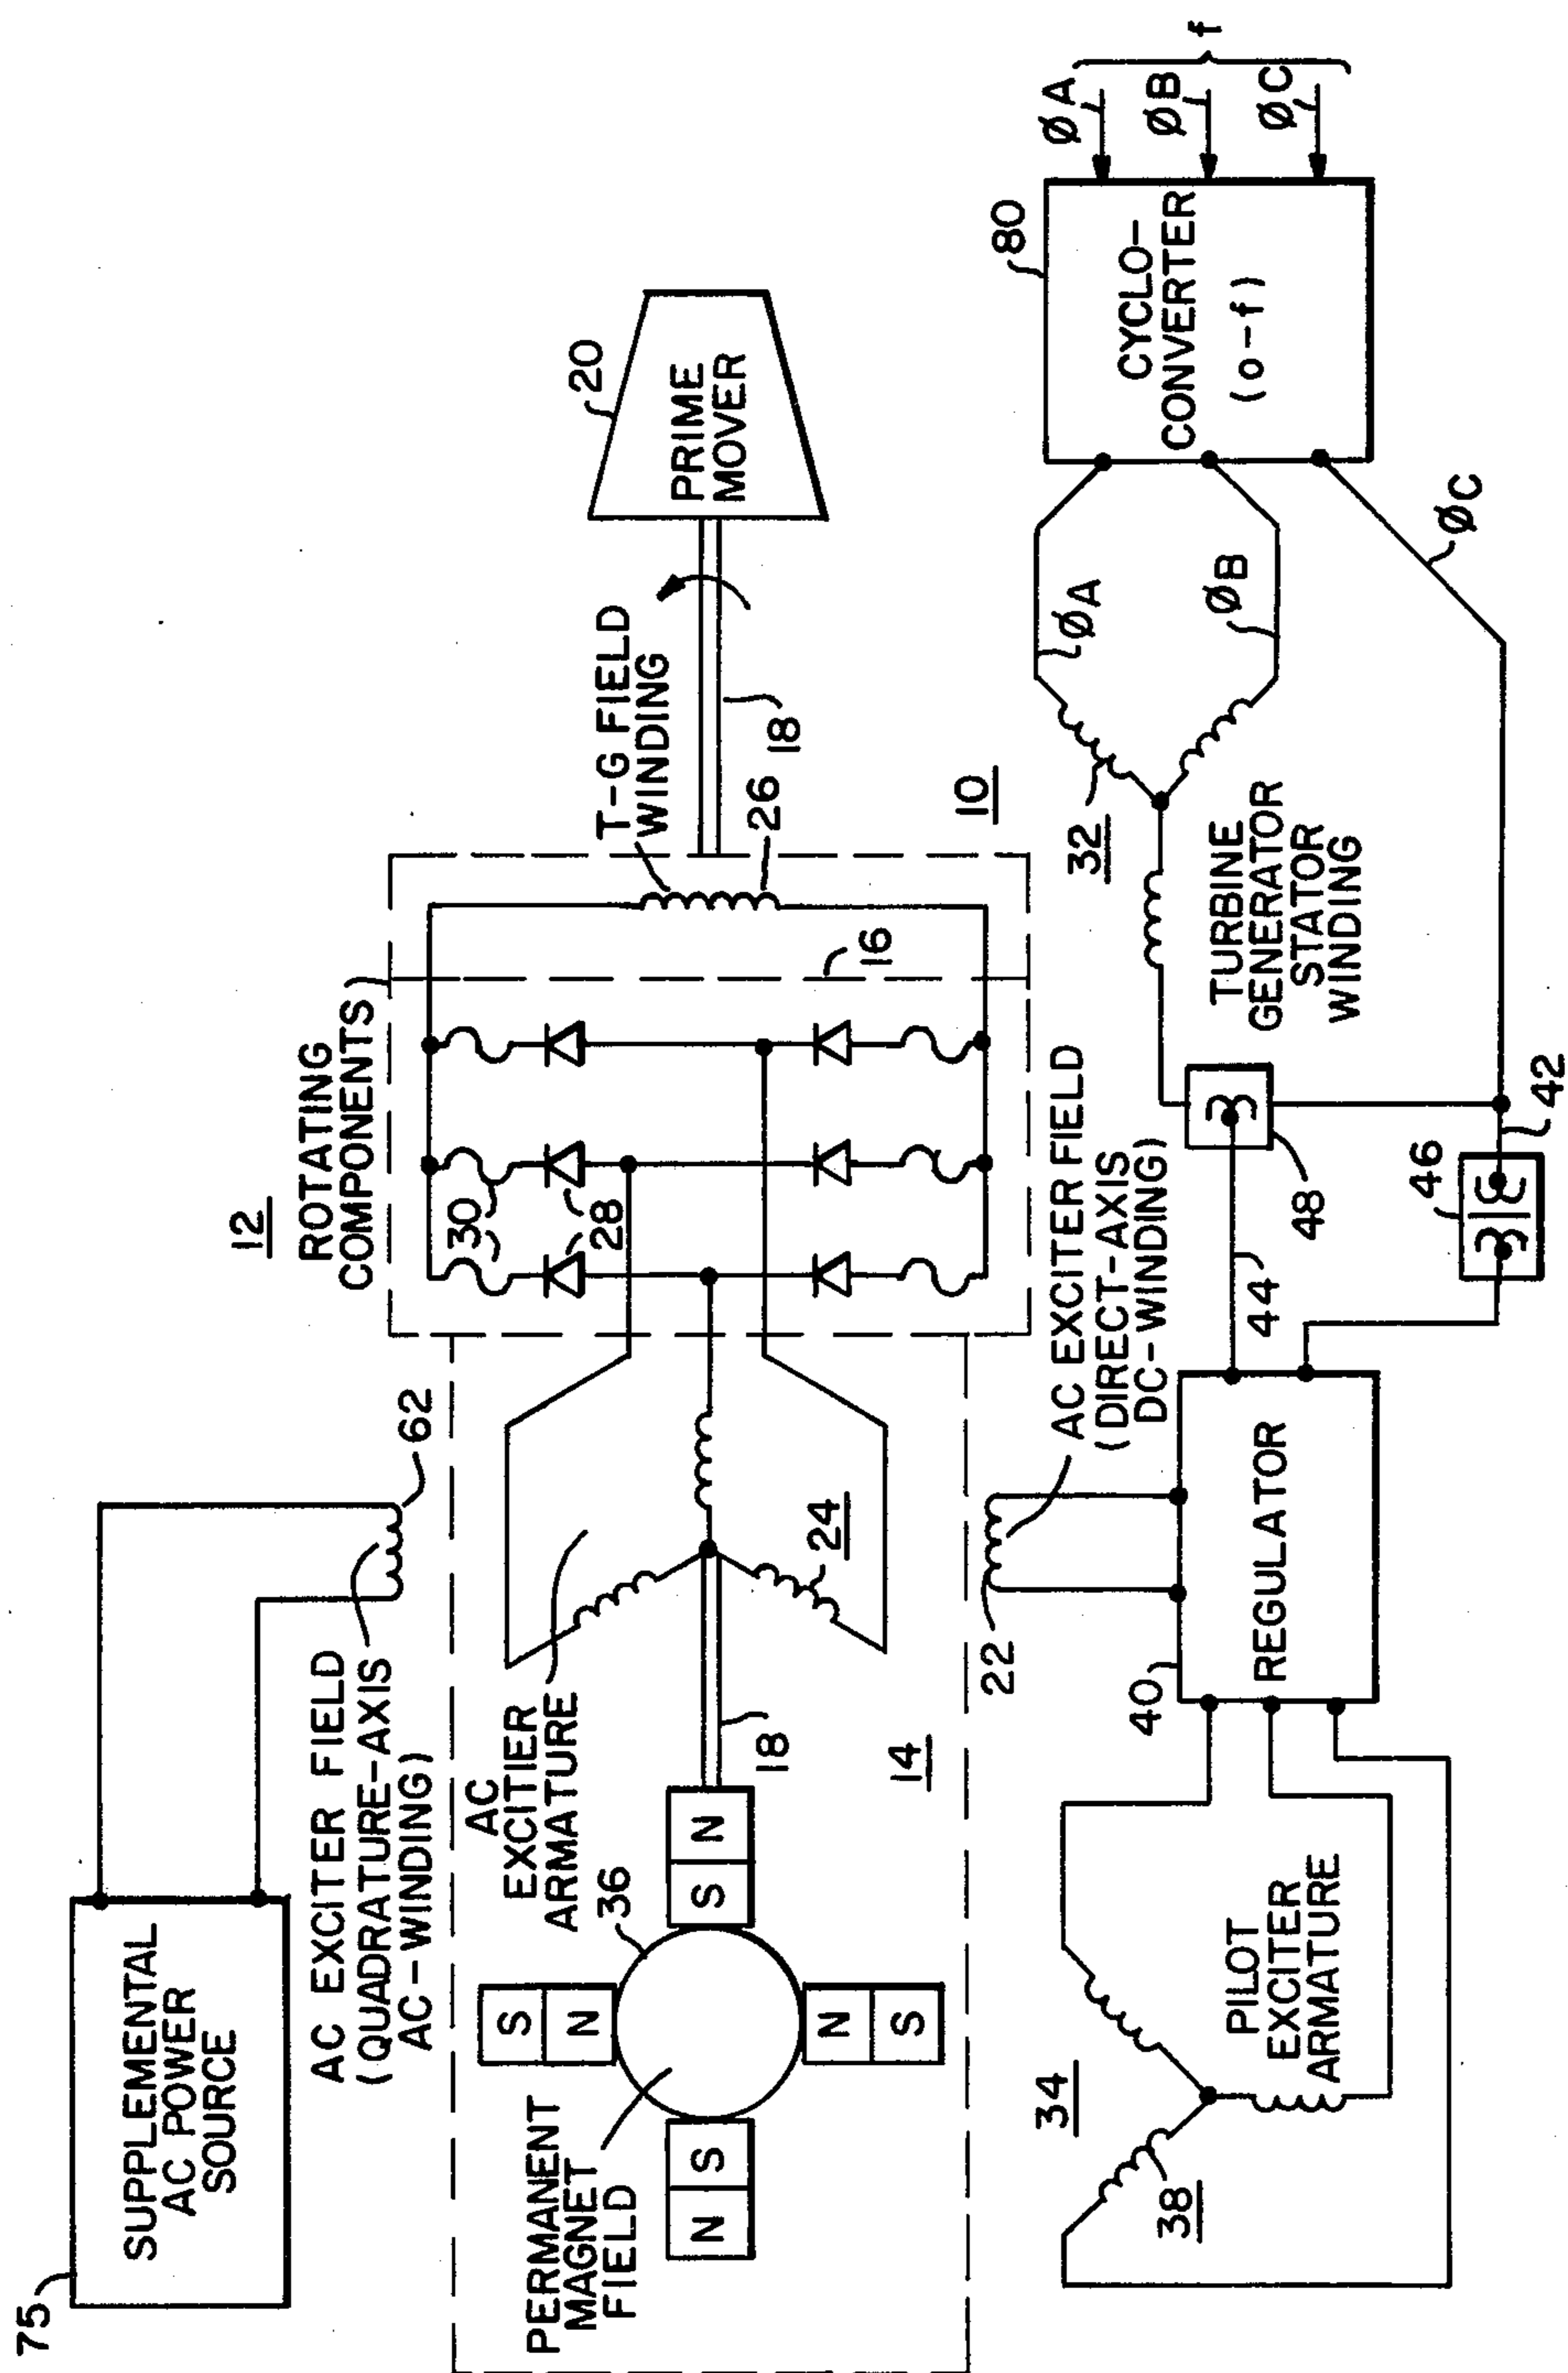 75
SUPPLEMENTAL
AC POWER
SOURCE
AC EXCITER FIELD
(QUADRATURE-AXIS
AC-WINDING)
62
12
ROTATING
COMPONENTS
30
28
16
T-G FIELD
WINDING
26
18
20
PRIME
MOVER
PERMANENT
MAGNET
FIELD
36
N
S
S
N
N
S
S
N
AC
EXCITIER
ARMATURE
18
14
24
10
22
AC EXCITER FIELD
(DIRECT-AXIS
DC-WINDING)
34
38
PILOT
EXCITER
ARMATURE
40
REGULATOR
44
48
46
42
32
TURBINE
GENERATOR
STATOR
WINDING
ØA
ØB
ØC
80
CYCLO-
CONVERTER
(o-f)
ØA
ØB
ØC
f